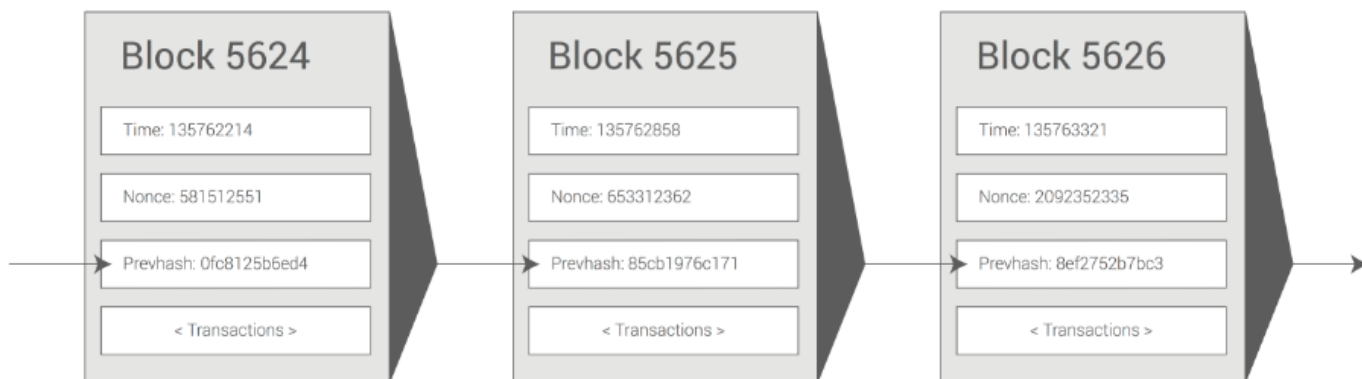 Block 5624
Time: 135762214
Nonce: 581512551
Prevhash: 0fc8125b6ed4
< Transactions >
Block 5625
Time: 135762858
Nonce: 653312362
Prevhash: 85cb1976c171
< Transactions >
Block 5626
Time: 135763321
Nonce: 2092352335
Prevhash: 8ef2752b7bc3
< Transactions >